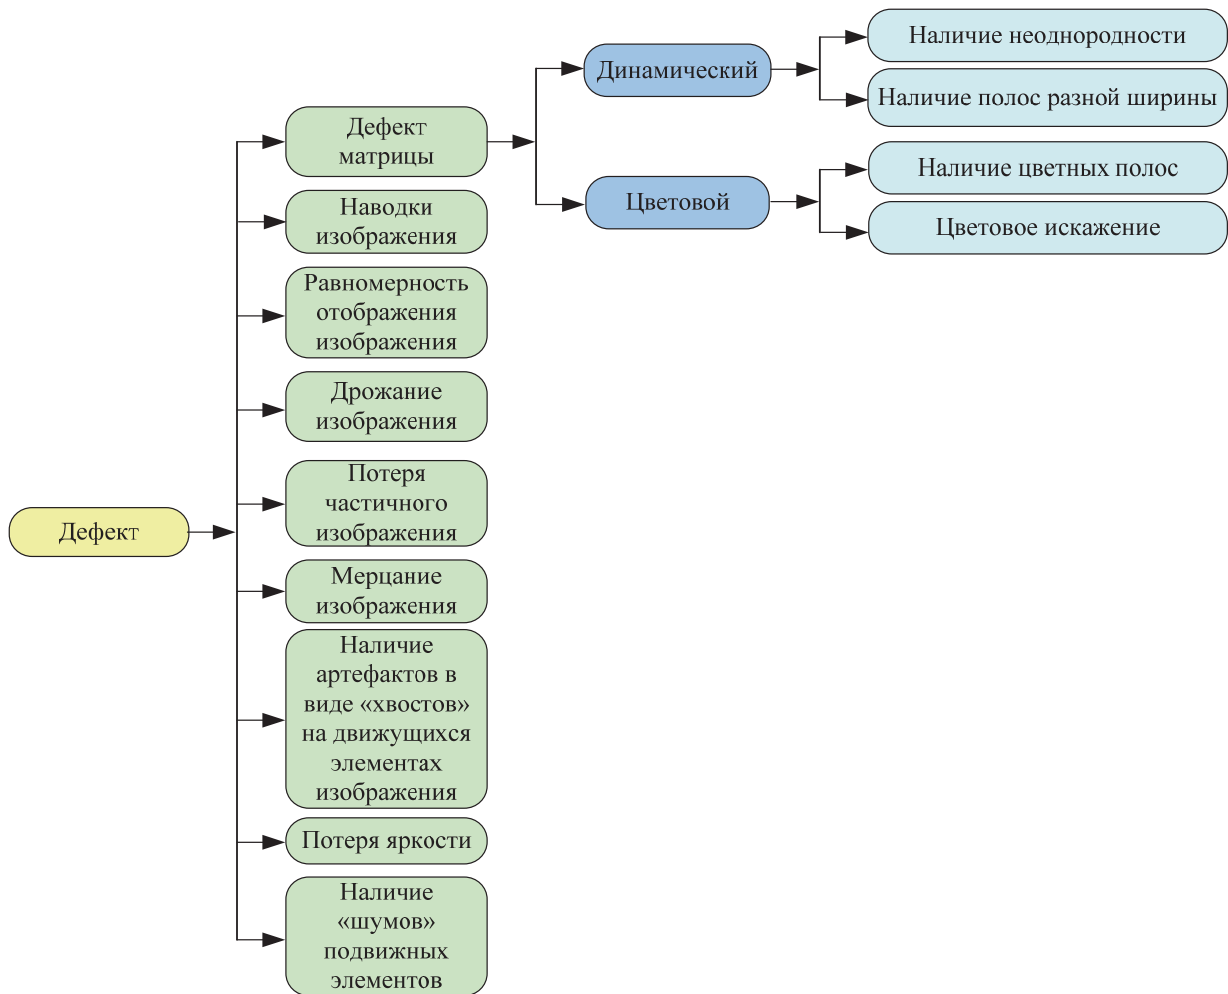 Дефект
Дефект
матрицы
Наводки
изображения
Равномерность
отображения
изображения
Дрожание
изображения
Потеря
частичного
изображения
Мерцание
изображения
Наличие
артефактов в
виде «хвостов»
на движущихся
элементах
изображения
Потеря яркости
Наличие
«шумов»
подвижных
элементов
Динамический
Цветовой
Наличие неоднородности
Наличие полос разной ширины
Наличие цветных полос
Цветовое искажение